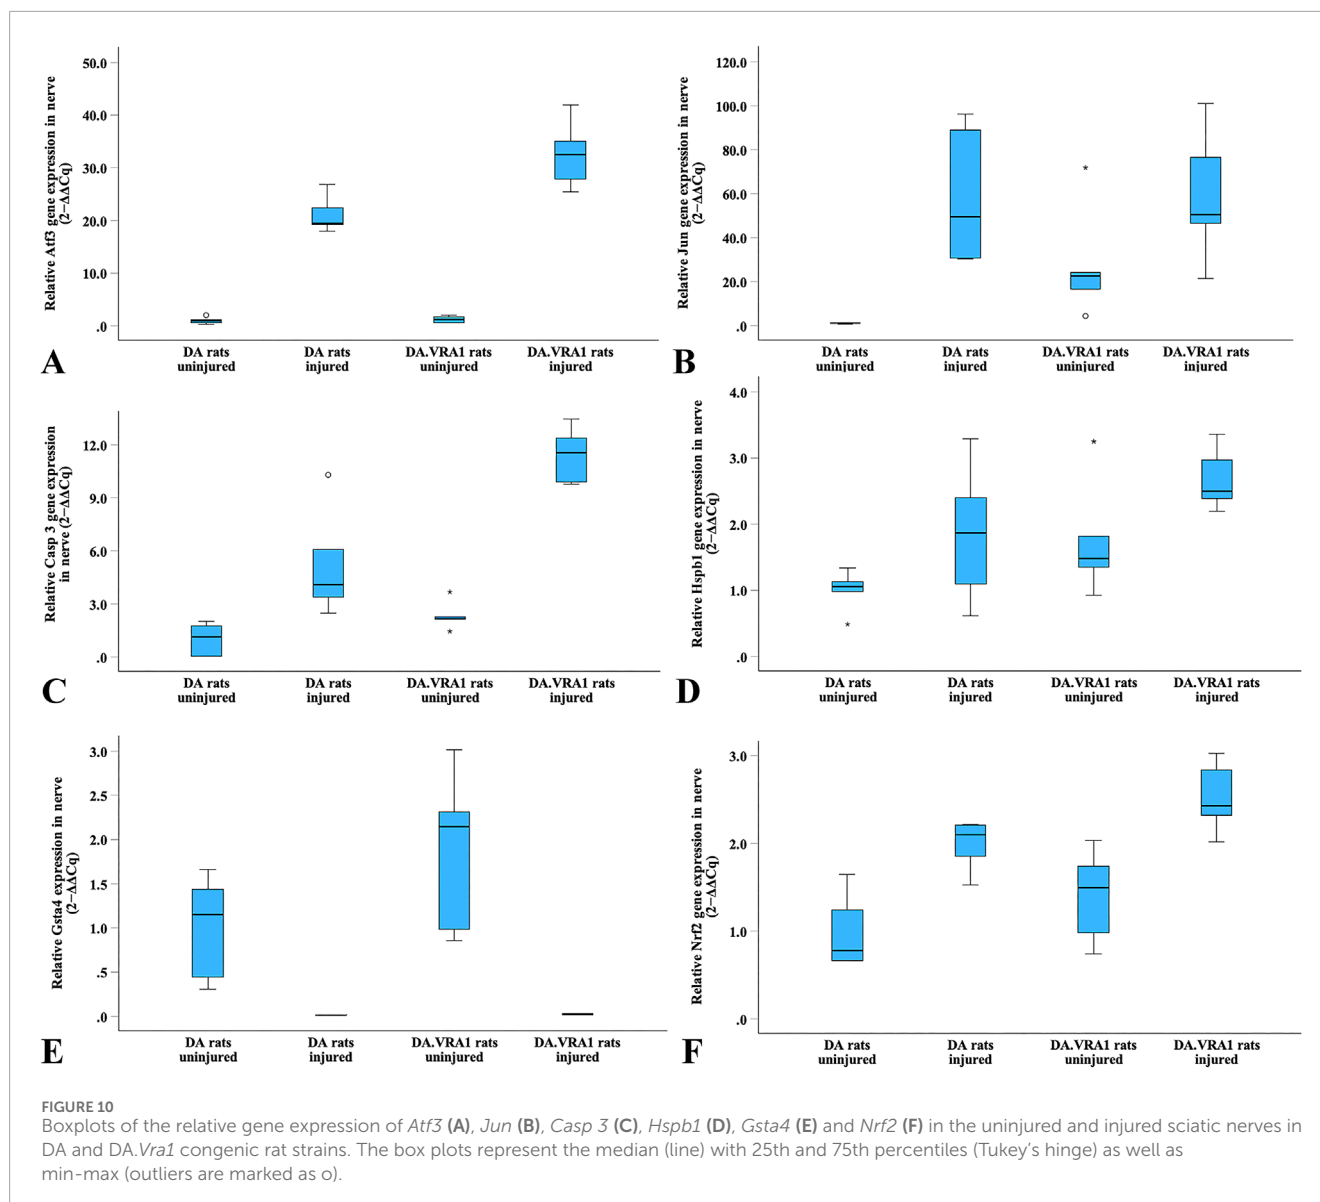 Relative Atf3 gene expression in nerve
(2−ΔΔCq)
50.0
40.0
30.0
20.0
10.0
.0
DA rats uninjured
DA rats injured
DA.VRA1 rats uninjured
DA.VRA1 rats injured
A
Relative Jun gene expression in nerve
(2−ΔΔCq)
120.0
100.0
80.0
60.0
40.0
20.0
.0
DA rats uninjured
DA rats injured
DA.VRA1 rats uninjured
DA.VRA1 rats injured
B
Relative Casp 3 gene expression
in nerve (2−ΔΔCq)
12.0
9.0
6.0
3.0
.0
DA rats uninjured
DA rats injured
DA.VRA1 rats uninjured
DA.VRA1 rats injured
C
Relative Hspb1 gene expression in nerve
(2−ΔΔCq)
4.0
3.0
2.0
1.0
.0
DA rats uninjured
DA rats injured
DA.VRA1 rats uninjured
DA.VRA1 rats injured
D
Relative Gsta4 expression in nerve
(2−ΔΔCq)
3.0
2.5
2.0
1.5
1.0
.5
.0
DA rats uninjured
DA rats injured
DA.VRA1 rats uninjured
DA.VRA1 rats injured
E
Relative Nrf2 gene expression in nerve
(2−ΔΔCq)
3.0
2.0
1.0
.0
DA rats uninjured
DA rats injured
DA.VRA1 rats uninjured
DA.VRA1 rats injured
F
FIGURE 10
Boxplots of the relative gene expression of Atf3 (A), Jun (B), Casp 3 (C), Hspb1 (D), Gsta4 (E) and Nrf2 (F) in the uninjured and injured sciatic nerves in
DA and DA.Vra1 congenic rat strains. The box plots represent the median (line) with 25th and 75th percentiles (Tukey's hinge) as well as
min-max (outliers are marked as o).